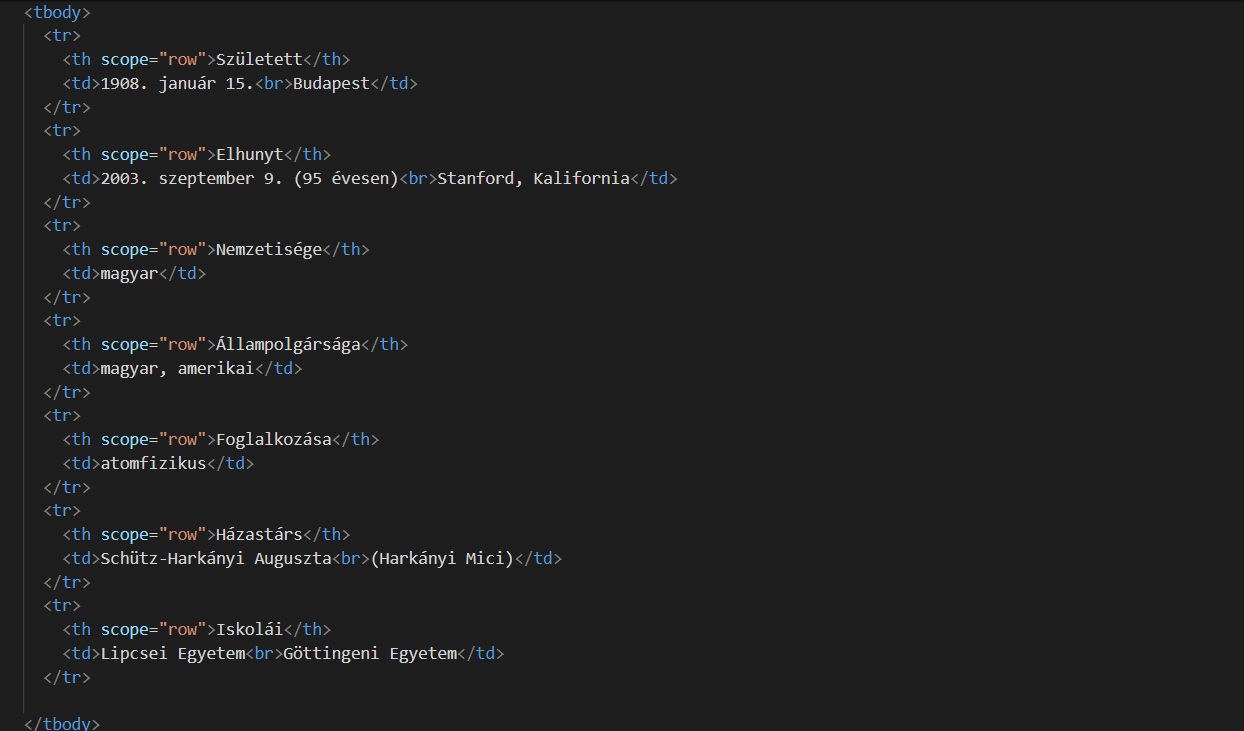 <tbody>
<tr>
<th scope="row">Született</th>
<td>1908. január 15.<br>Budapest</td>
</tr>
<tr>
<th scope="row">Elhunyt</th>
<td>2003. szeptember 9. (95 évesen)<br>Stanford, Kalifornia</td>
</tr>
<tr>
<th scope="row">Nemzetisége</th>
<td>magyar</td>
</tr>
<tr>
<th scope="row">Állampolgársága</th>
<td>magyar, amerikai</td>
</tr>
<tr>
<th scope="row">Foglalkozása</th>
<td>atomfizikus</td>
</tr>
<tr>
<th scope="row">Házastárs</th>
<td>Schütz-Harkányi Auguszta<br>(Harkányi Mici)</td>
</tr>
<tr>
<th scope="row">Iskolái</th>
<td>Lipcsei Egyetem<br>Göttingeni Egyetem</td>
</tr>
</tbody>